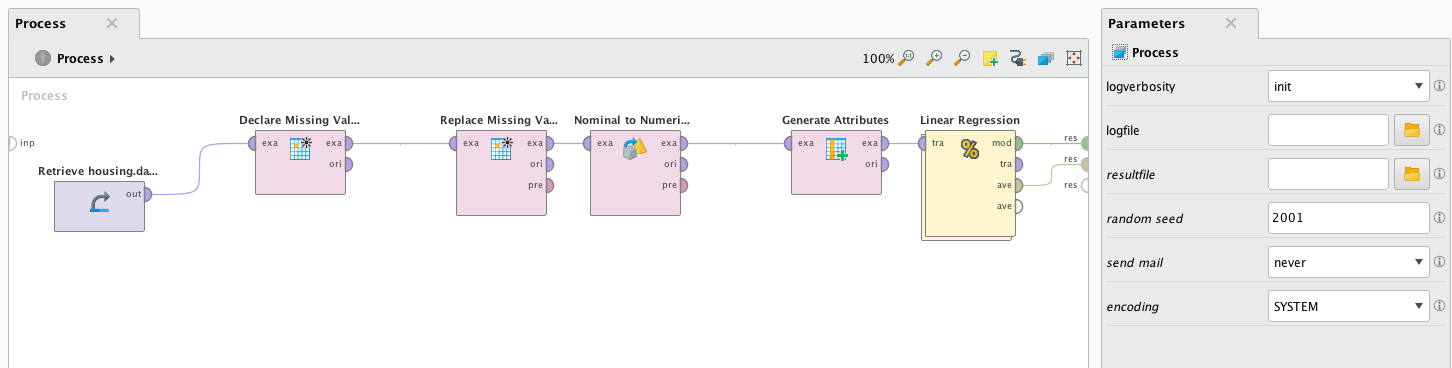 Process
Process
100%
Process
inp
Retrieve housing.da...
out
Declare Missing Val...
exa exa
ori
Replace Missing Va...
exa exa
ori
pre
Nominal to Numeri...
exa exa
ori
pre
Generate Attributes
exa exa
ori
Linear Regression
tra mod
tra
ave
ave
res
res
res
Parameters
Process
logverbosity init
logfile
resultfile
random seed 2001
send mail never
encoding SYSTEM